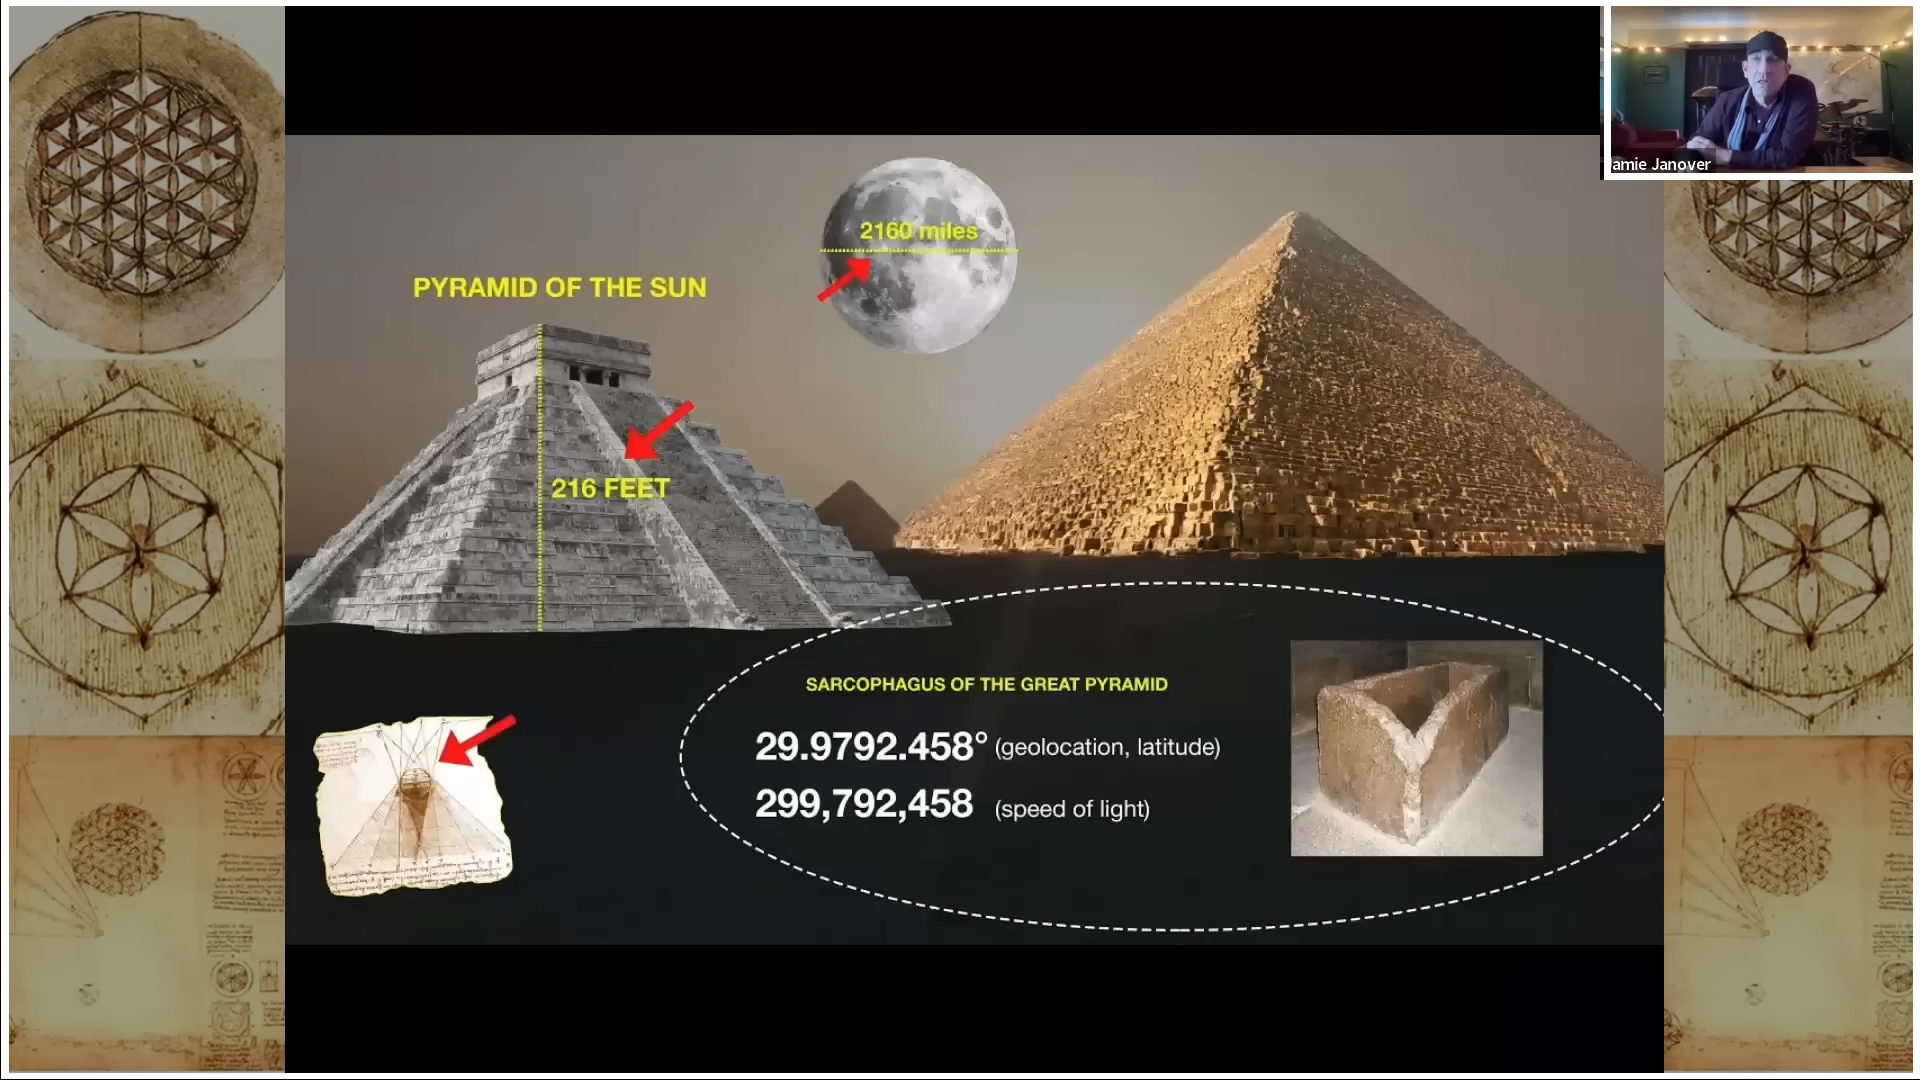 amie Janover
2160 miles
PYRAMID OF THE SUN
216 FEET
SARCOPHAGUS OF THE GREAT PYRAMID
29.9792.458° (geolocation, latitude)
299,792,458 (speed of light)